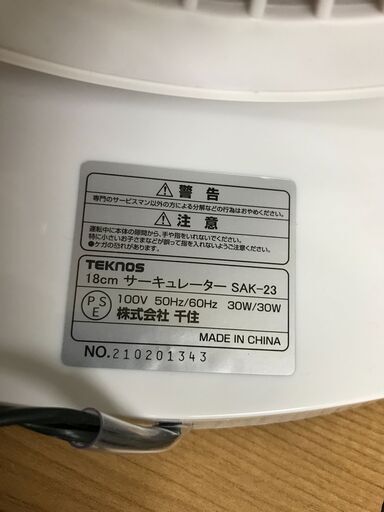 ⚠警告
専門のサービスマン以外の方による分解などの行為はおやめください。
⚠注意
運転中に本体の隙間から、手や指をいれないでください。
特に小さいお子さまなどが誤って指を入れないようにご注意ください。
●ケガの恐れがあります。
TEKNOS
18cm サーキュレーター SAK-23
PSE 100V 50Hz/60Hz 30W/30W
株式会社 千住
MADE IN CHINA
NO.210201343